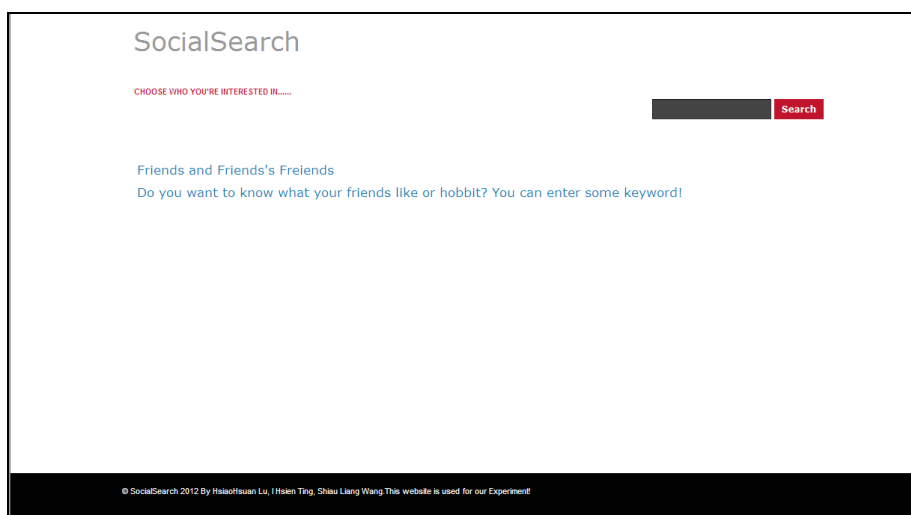 SocialSearch
CHOOSE WHO YOU'RE INTERESTED IN......
Search
Friends and Friends's Freiends
Do you want to know what your friends like or hobbit? You can enter some keyword!
© SocialSearch 2012 By HsiaoHsuan Lu, I Hsien Ting, Shiau Liang Wang.This website is used for our Experiment!